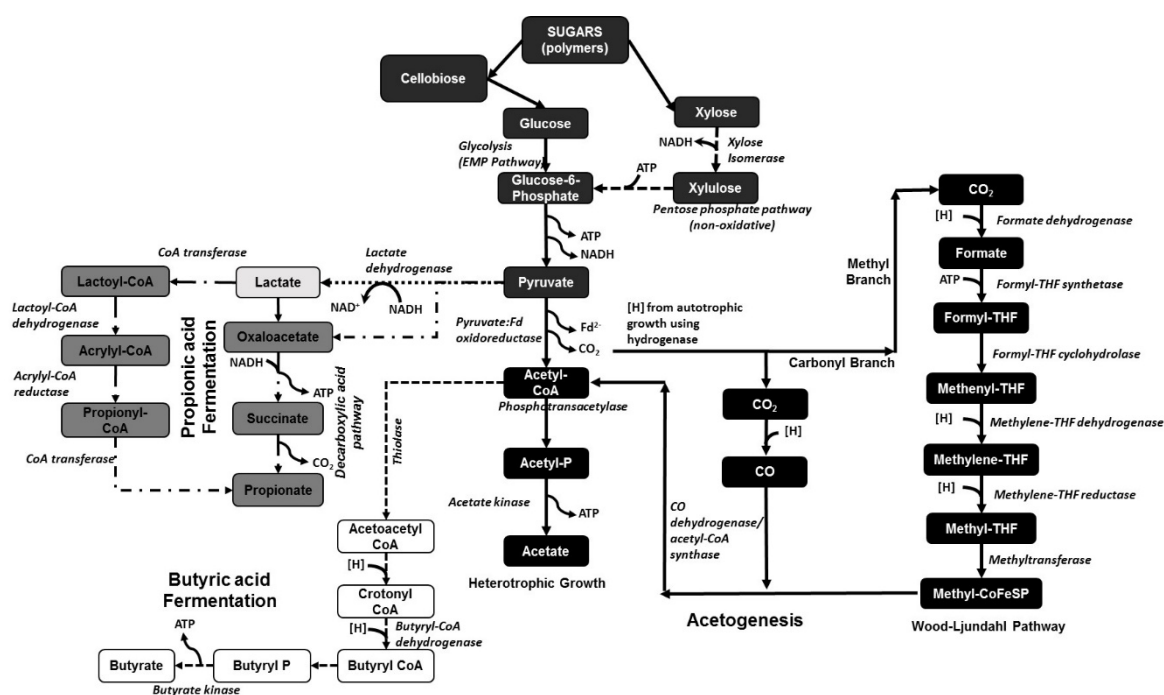 SUGARS
(polymers)
Cellobiose
Glucose
Xylose
Glycolysis
(EMP Pathway)
NADH
Xylose
Isomerase
ATP
Glucose-6-
Phosphate
Xylulose
Pentose phosphate pathway
(non-oxidative)
ATP
NADH
CoA transferase
Lactate
dehydrogenase
Lactoyl-CoA
Lactate
Pyruvate
NAD+
NADH
Lactoyl-CoA
dehydrogenase
Acrylyl-CoA
Acrylyl-CoA
reductase
Propionyl-
CoA
CoA transferase
Propionic acid
Fermentation
Oxaloacetate
NADH
ATP
Succinate
CO2
Decarboxylic acid
pathway
Propionate
Pyruvate:Fd
oxidoreductase
Fd2-
CO2
[H] from autotrophic
growth using
hydrogenase
Acetyl-
CoA
Phosphotransacetylase
Acetyl-P
Acetate kinase
ATP
Acetate
Heterotrophic Growth
Thiolase
Acetoacetyl
CoA
[H]
Crotonyl
CoA
[H]
Butyryl-CoA
dehydrogenase
Butyric acid
Fermentation
ATP
Butyrate
Butyryl P
Butyryl CoA
Butyrate kinase
Methyl
Branch
Carbonyl Branch
CO2
[H]
CO
CO
dehydrogenase/
acetyl-CoA
synthase
Acetogenesis
CO2
[H]
Formate dehydrogenase
Formate
ATP
Formyl-THF synthetase
Formyl-THF
Formyl-THF cyclohydrolase
Methenyl-THF
[H]
Methylene-THF dehydrogenase
Methylene-THF
[H]
Methylene-THF reductase
Methyl-THF
Methyltransferase
Methyl-CoFeSP
Wood-Ljundahl Pathway